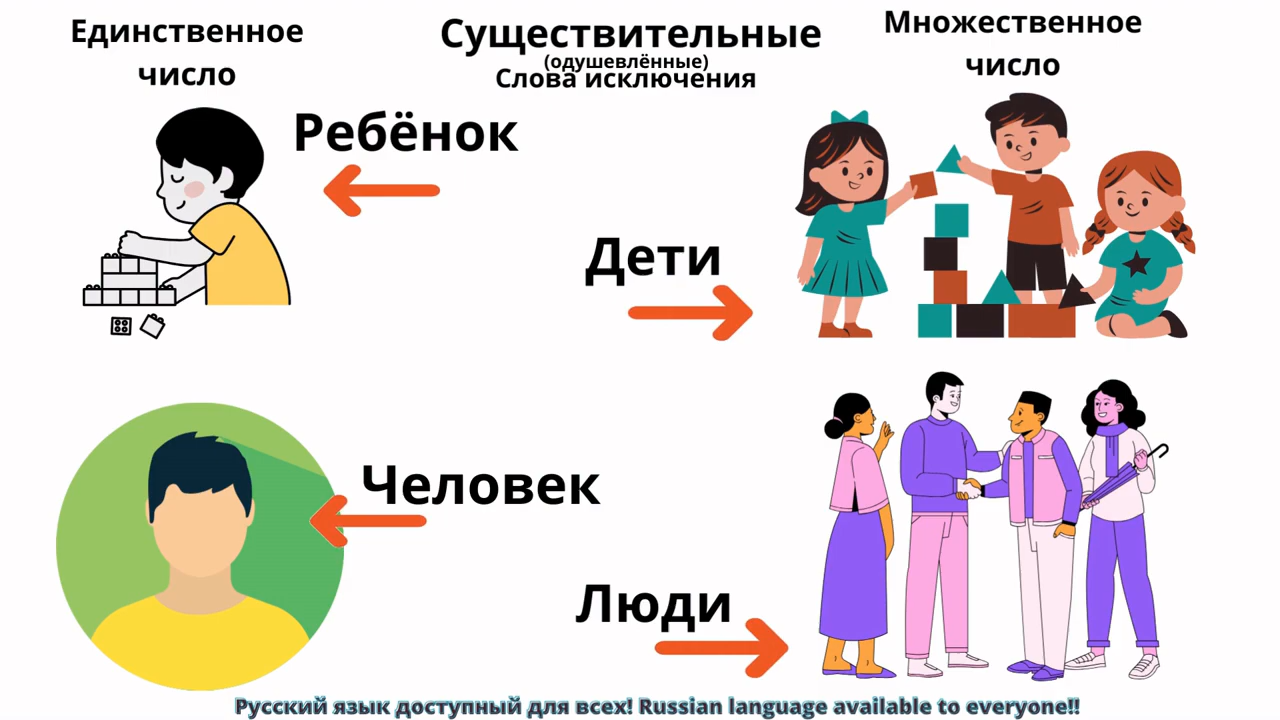 Единственное
число
Существительные
(одушевлённые)
Слова исключения
Множественное
число
Ребёнок
Дети
Человек
Люди
Русский язык доступный для всех! Russian language available to everyone!!